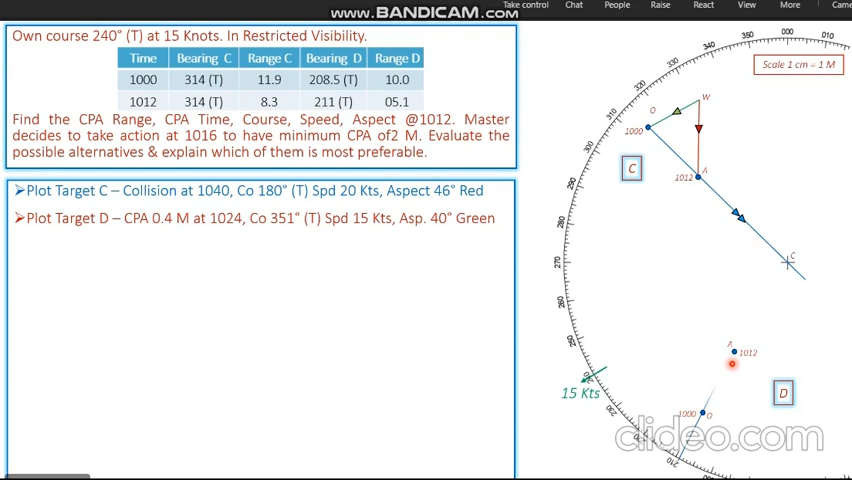 www.BANDICAM.com
Take control Chat People Raise React View More Came
Own course 240° (T) at 15 Knots. In Restricted Visibility.
Time Bearing C Range C Bearing D Range D
1000 314 (T) 11.9 208.5 (T) 10.0
1012 314 (T) 8.3 211 (T) 05.1
Find the CPA Range, CPA Time, Course, Speed, Aspect @1012. Master
decides to take action at 1016 to have minimum CPA of2 M. Evaluate the
possible alternatives & explain which of them is most preferable.
➢Plot Target C – Collision at 1040, Co 180° (T) Spd 20 Kts, Aspect 46° Red
➢Plot Target D – CPA 0.4 M at 1024, Co 351° (T) Spd 15 Kts, Asp. 40° Green
340 350 000 010
Scale 1 cm = 1 M
330
320
310
300
290
280
270
260
230
210
O W
1000
C
1012 A
C
A
1012
15 Kts
D
1000 O
clideo.com